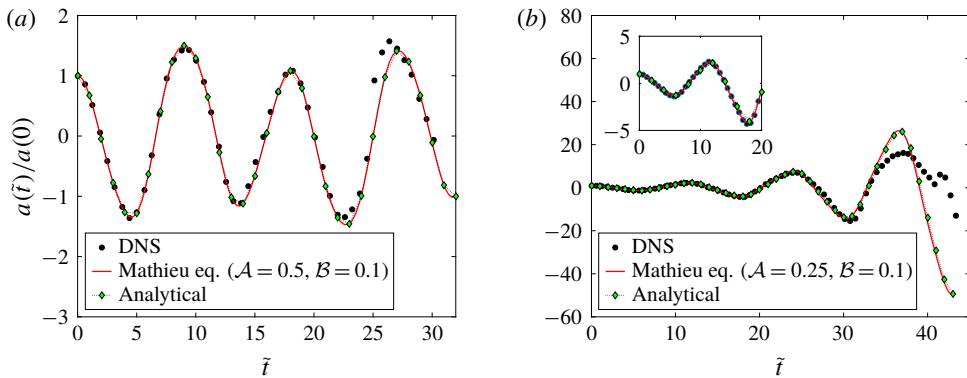 (a)
2
1
0
−1
−2
−3
a(t̃)/a(0)
DNS
Mathieu eq. (𝒜 = 0.5, ℬ = 0.1)
Analytical
0 5 10 15 20 25 30
t̃
(b)
80
60
40
20
0
−20
−40
−60
5
0
−5
0 10 20
DNS
Mathieu eq. (𝒜 = 0.25, ℬ = 0.1)
Analytical
0 10 20 30 40
t̃